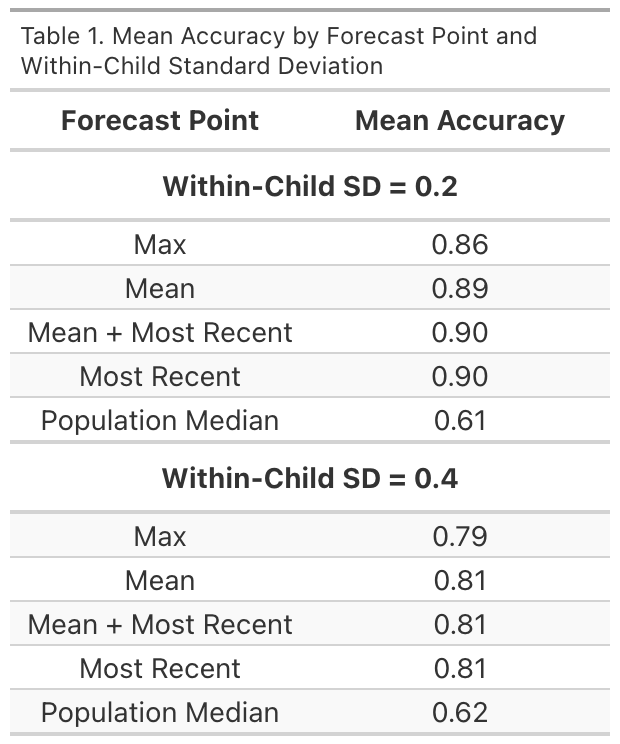 Table 1. Mean Accuracy by Forecast Point and
Within-Child Standard Deviation
Forecast Point Mean Accuracy
Within-Child SD = 0.2
Max 0.86
Mean 0.89
Mean + Most Recent 0.90
Most Recent 0.90
Population Median 0.61
Within-Child SD = 0.4
Max 0.79
Mean 0.81
Mean + Most Recent 0.81
Most Recent 0.81
Population Median 0.62